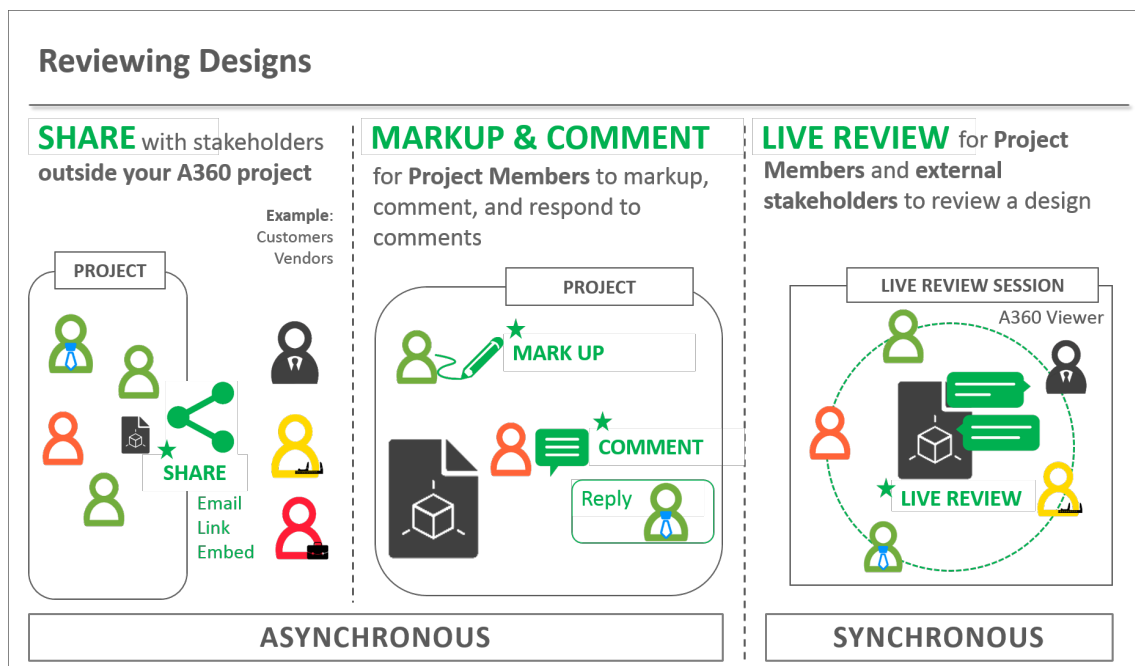 Reviewing Designs
SHARE with stakeholders
outside your A360 project
Example:
Customers
Vendors
PROJECT
SHARE
Email
Link
Embed
MARKUP & COMMENT
for Project Members to markup,
comment, and respond to
comments
PROJECT
MARK UP
COMMENT
Reply
ASYNCHRONOUS
LIVE REVIEW for Project
Members and external
stakeholders to review a design
LIVE REVIEW SESSION
A360 Viewer
LIVE REVIEW
SYNCHRONOUS